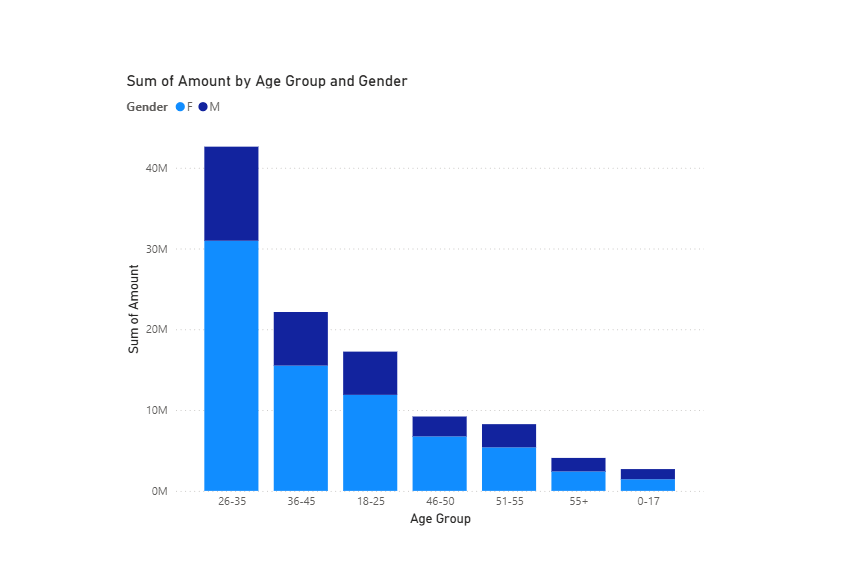 Sum of Amount by Age Group and Gender
Gender F M
40M
30M
20M
10M
0M
Sum of Amount
26-35 36-45 18-25 46-50 51-55 55+ 0-17
Age Group